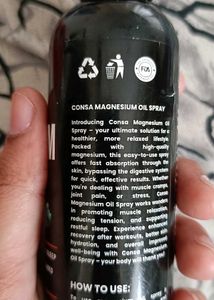 FDA
CONSA MAGNESIUM OIL SPRAY
Introducing Consa Magnesium Oil
Spray – your ultimate solution for a
healthier, more relaxed lifestyle.
Packed with high-quality
magnesium, this easy-to-use spray
offers fast absorption through the
skin, bypassing the digestive system
for quick, effective results. Whether
you're dealing with muscle cramps,
joint pain, or stress, Consa
Magnesium Oil Spray works wonders
in promoting muscle relaxation,
reducing tension, and supporting
restful sleep. Experience enhanced
recovery after workouts, better skin
hydration, and overall improved
well-being with Consa Magnesium
Oil Spray – your body will thank you!
HOW TO USE: